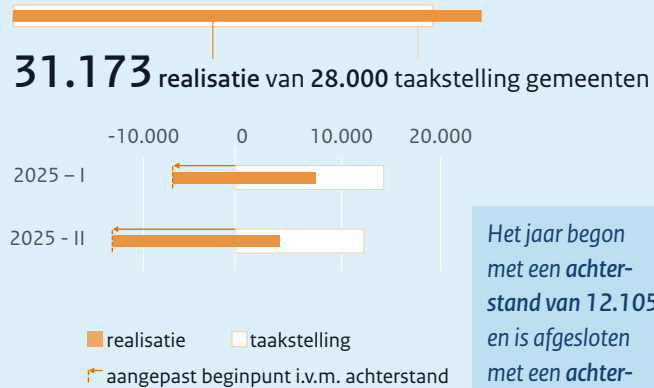 31.173 realisatie van 28.000 taakstelling gemeenten
-10.000 0 10.000 20.000
2025 – I
2025 - II
realisatie taakstelling
aangepast beginpunt i.v.m. achterstand
Het jaar begon
met een achter-
stand van 12.105
en is afgesloten
met een achter-